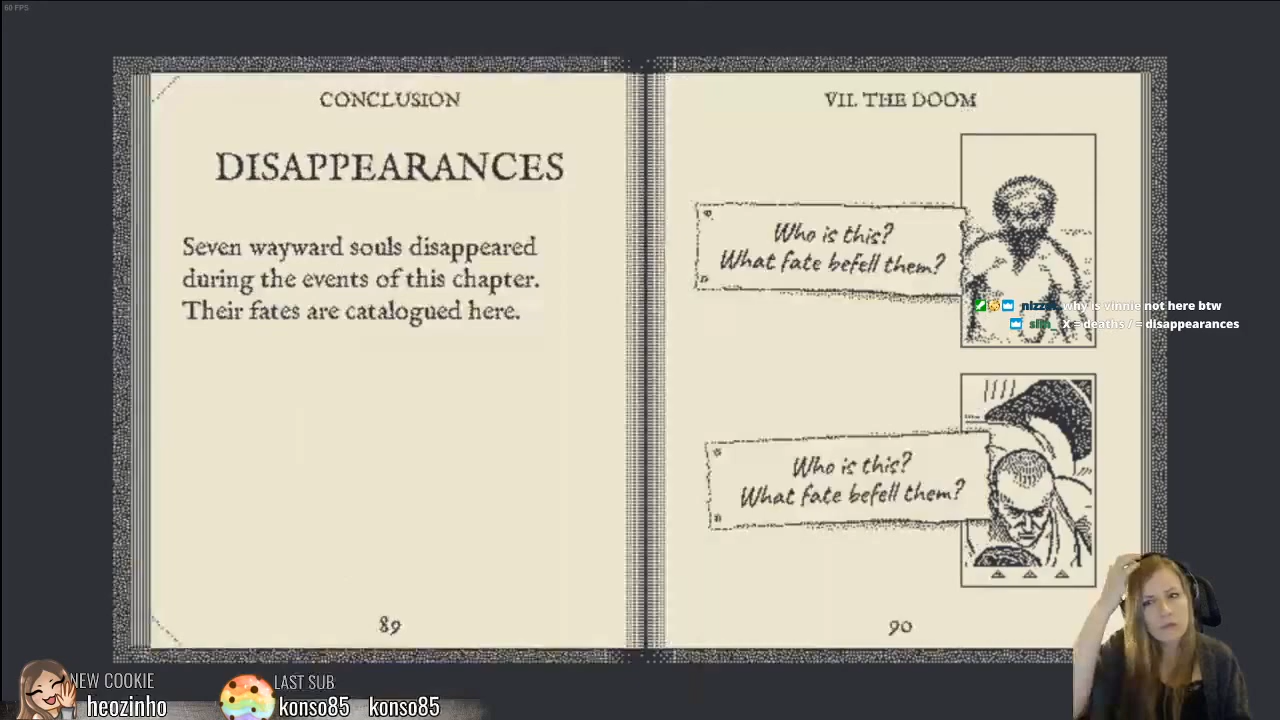 60 FPS
CONCLUSION
DISAPPEARANCES
Seven wayward souls disappeared
during the events of this chapter.
Their fates are catalogued here.
89
VII. THE DOOM
Who is this?
What fate befell them?
why is vinnie not here btw
X = deaths / = disappearances
Who is this?
What fate befell them?
90
NEW COOKIE
heozinho
LAST SUB
konso85 konso85